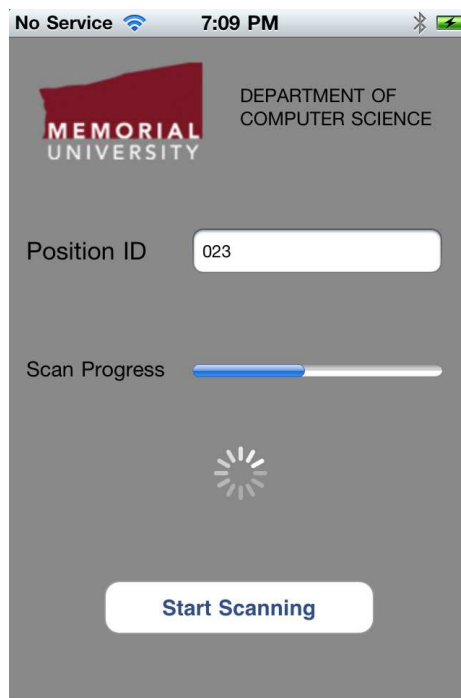 No Service 7:09 PM
MEMORIAL
UNIVERSITY
DEPARTMENT OF
COMPUTER SCIENCE
Position ID 023
Scan Progress
Start Scanning